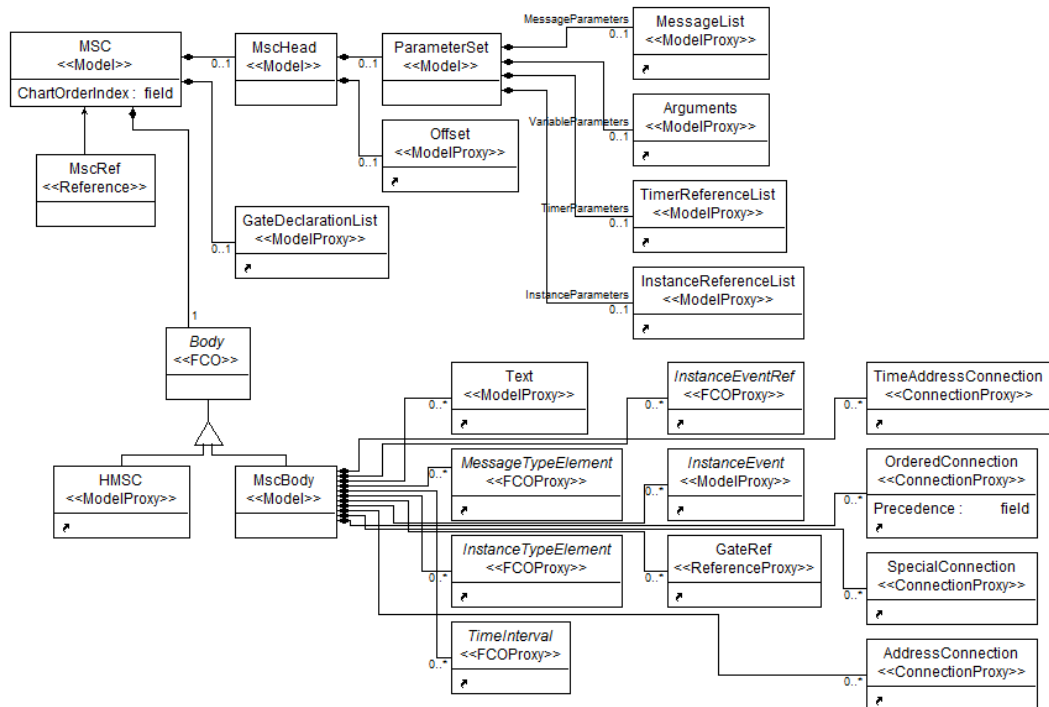 MSC
<<Model>>
ChartOrderIndex : field
0..1
MscHead
<<Model>>
0..1
ParameterSet
<<Model>>
MessageParameters
0..1
MessageList
<<ModelProxy>>
VariableParameters
0..1
Arguments
<<ModelProxy>>
0..1
Offset
<<ModelProxy>>
MscRef
<<Reference>>
TimerParameters
0..1
TimerReferenceList
<<ModelProxy>>
0..1
GateDeclarationList
<<ModelProxy>>
InstanceParameters
0..1
InstanceReferenceList
<<ModelProxy>>
1
Body
<<FCO>>
0..*
Text
<<ModelProxy>>
0..*
InstanceEventRef
<<FCOProxy>>
0..*
TimeAddressConnection
<<ConnectionProxy>>
HMSC
<<ModelProxy>>
MscBody
<<Model>>
0..*
MessageTypeElement
<<FCOProxy>>
0..*
InstanceEvent
<<ModelProxy>>
0..*
OrderedConnection
<<ConnectionProxy>>
Precedence : field
0..*
InstanceTypeElement
<<FCOProxy>>
0..*
GateRef
<<ReferenceProxy>>
0..*
SpecialConnection
<<ConnectionProxy>>
0..*
TimeInterval
<<FCOProxy>>
0..*
AddressConnection
<<ConnectionProxy>>